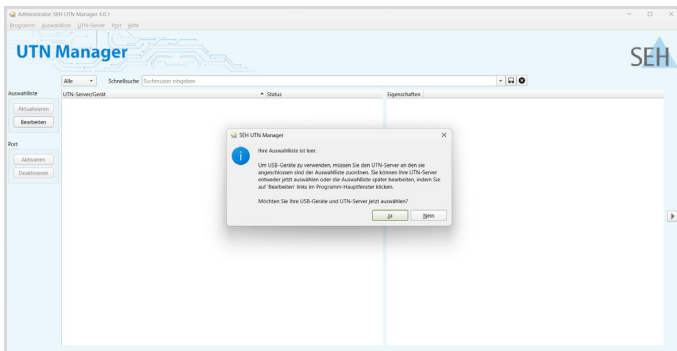 Administrator: SEH UTN Manager 4.0.1
Programm Auswahlliste UTN-Server Port Hilfe
UTN Manager
SEH
Alle Schnellsuche Suchmuster eingeben
Auswahlliste
UTN-Server/Gerät Status Eigenschaften
Aktualisieren
Bearbeiten
Port
Aktivieren
Deaktivieren
SEH UTN Manager
Ihre Auswahlliste ist leer.
Um USB-Geräte zu verwenden, müssen Sie den UTN-
Server an den sie
angeschlossen sind der Auswahlliste zuordnen. Sie können Ihre UTN-Server
entweder jetzt auswählen oder die Auswahlliste später bearbeiten, indem Sie
auf 'Bearbeiten' links im Programm-Hauptfenster klicken.
Möchten Sie Ihre USB-Geräte und UTN-Server jetzt auswählen?
Ja Nein